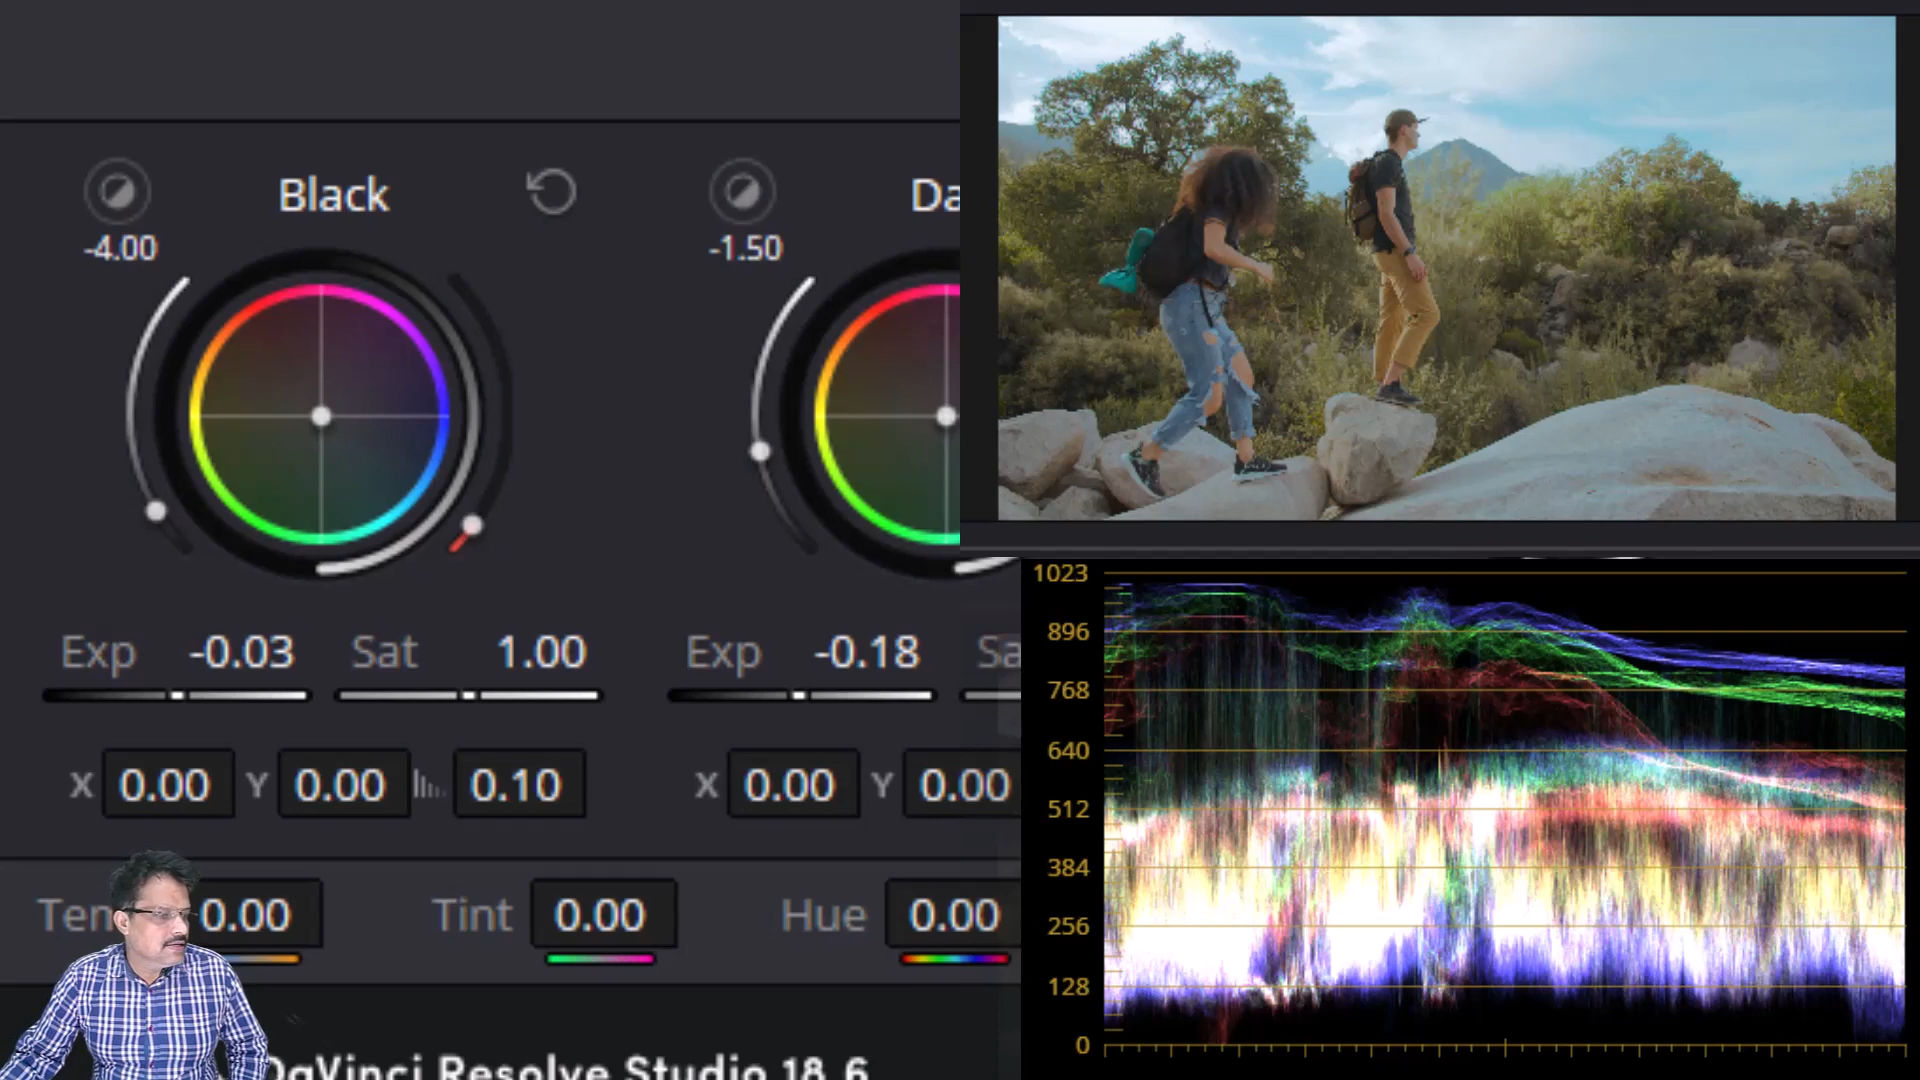 Black
-4.00
-1.50
Exp -0.03 Sat 1.00
Exp -0.18
X 0.00 Y 0.00 0.10
X 0.00 Y 0.00
0.00 Tint 0.00 Hue 0.00
DaVinci Resolve Studio 18.6
1023
896
768
640
512
384
256
128
0